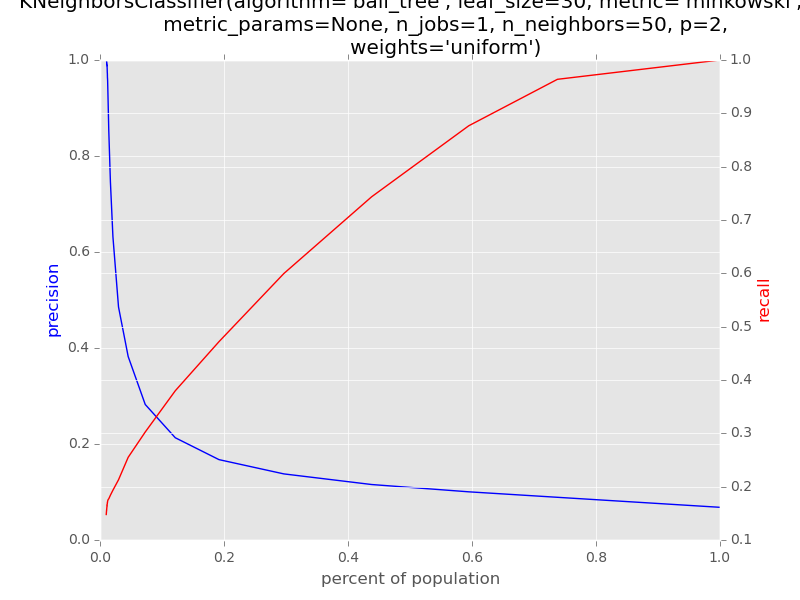 KNeighborsClassifier(algorithm='ball_tree', leaf_size=30, metric='minkowski',
metric_params=None, n_jobs=1, n_neighbors=50, p=2,
weights='uniform')
1.0
0.8
0.6
0.4
0.2
0.0
precision
1.0
0.9
0.8
0.7
0.6
0.5
0.4
0.3
0.2
0.1
recall
0.0 0.2 0.4 0.6 0.8 1.0
percent of population